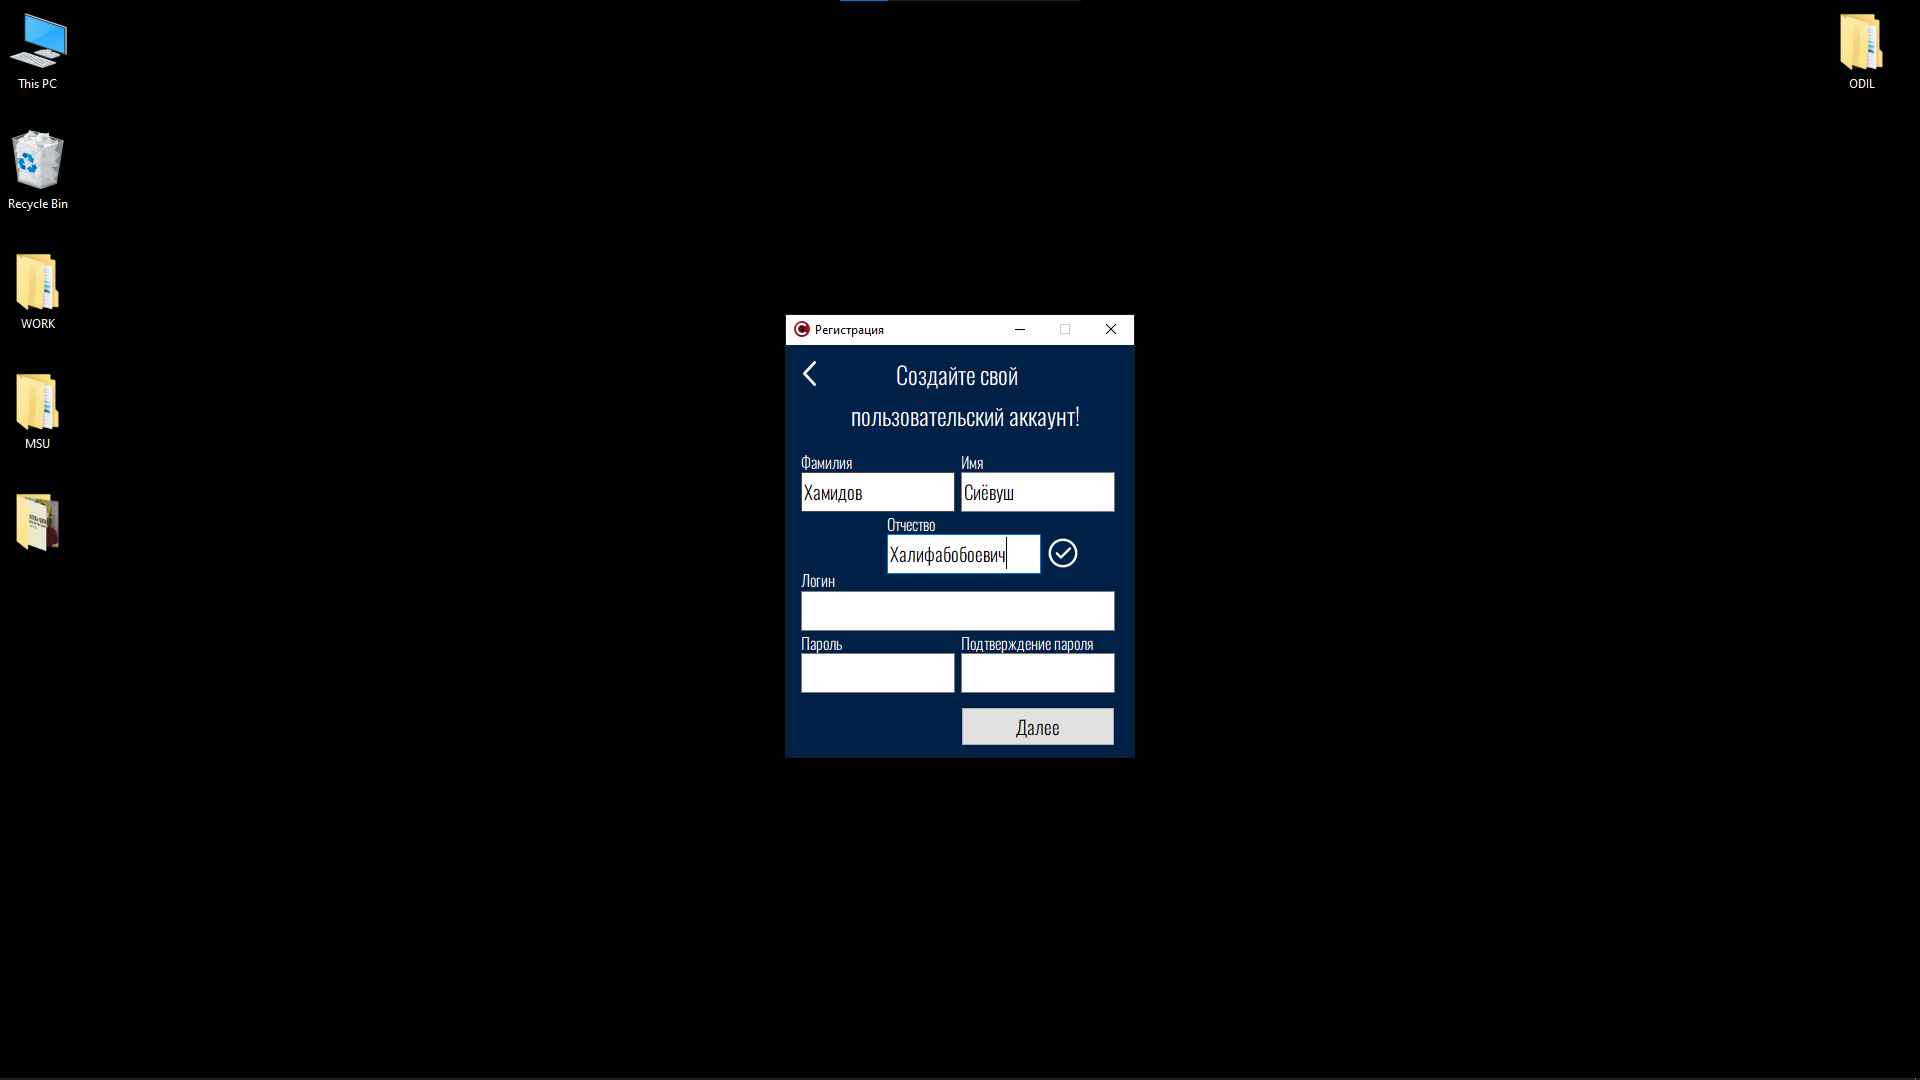 This PC
Recycle Bin
WORK
MSU
ODIL
Регистрация
Создайте свой
пользовательский аккаунт!
Фамилия
Имя
Хамидов
Сиёвуш
Отчество
Халифабобоевич
Логин
Пароль
Подтверждение пароля
Далее